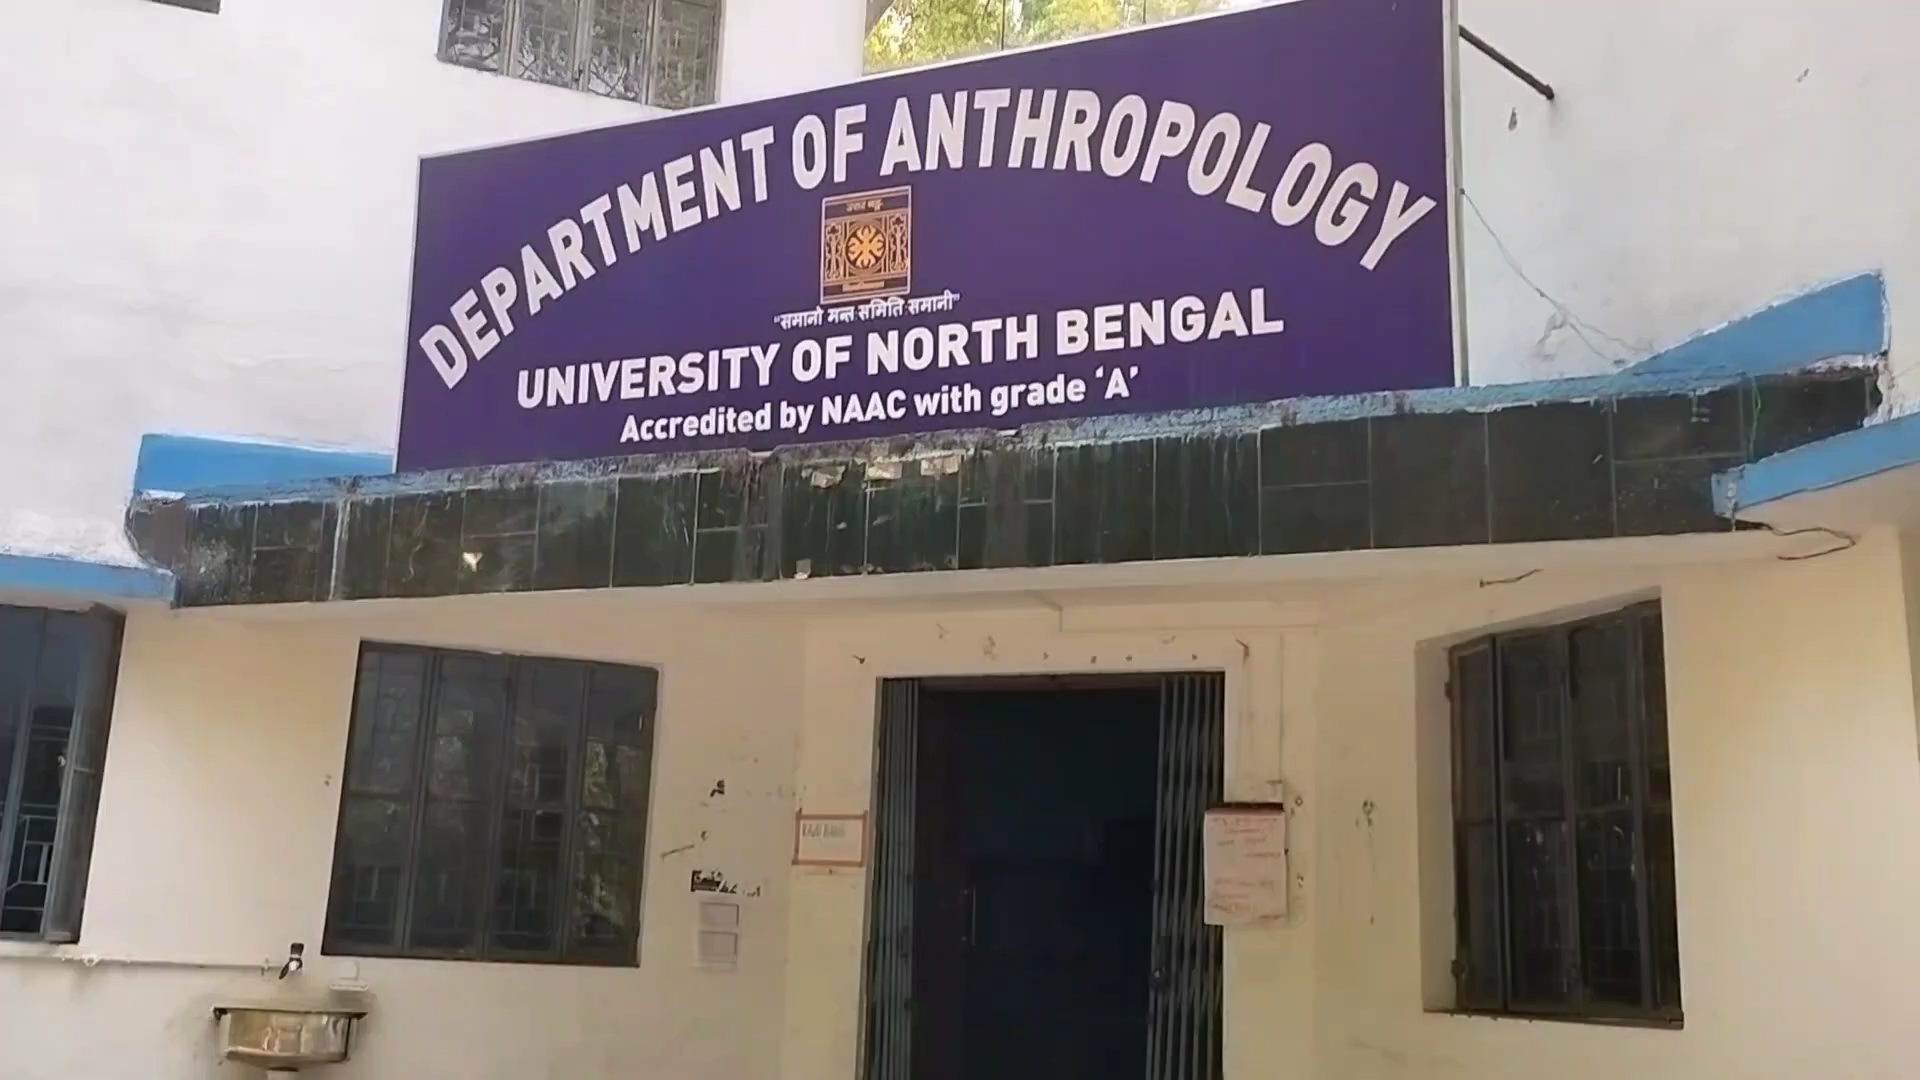 DEPARTMENT OF ANTHROPOLOGY
"समानो मन्त्र समिति समानी"
UNIVERSITY OF NORTH BENGAL
Accredited by NAAC with grade 'A'